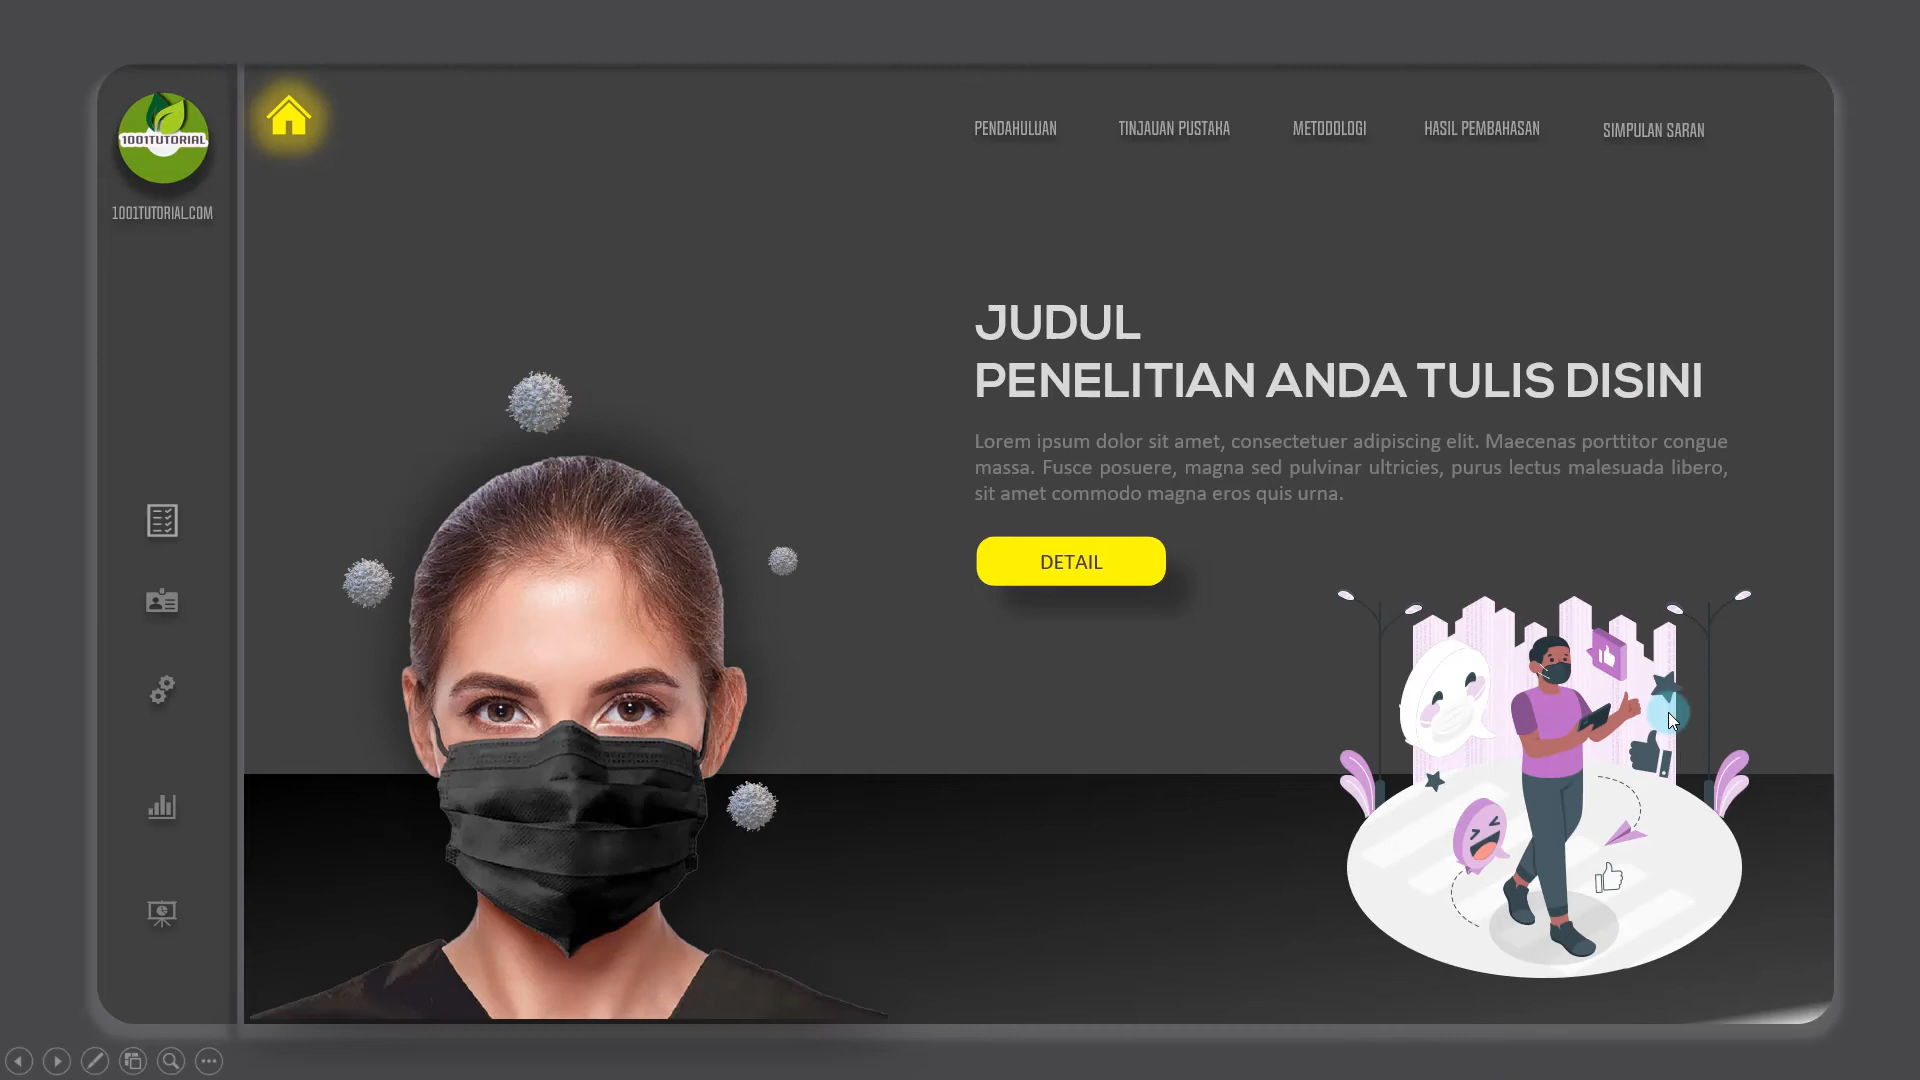 1001TUTORIAL
1001TUTORIAL.COM
PENDAHULUAN
TINJAUAN PUSTAKA
METODOLOGI
HASIL PEMBAHASAN
SIMPULAN SARAN
JUDUL
PENELITIAN ANDA TULIS DISINI
Lorem ipsum dolor sit amet, consectetuer adipiscing elit. Maecenas porttitor congue
massa. Fusce posuere, magna sed pulvinar ultricies, purus lectus malesuada libero,
sit amet commodo magna eros quis urna.
DETAIL